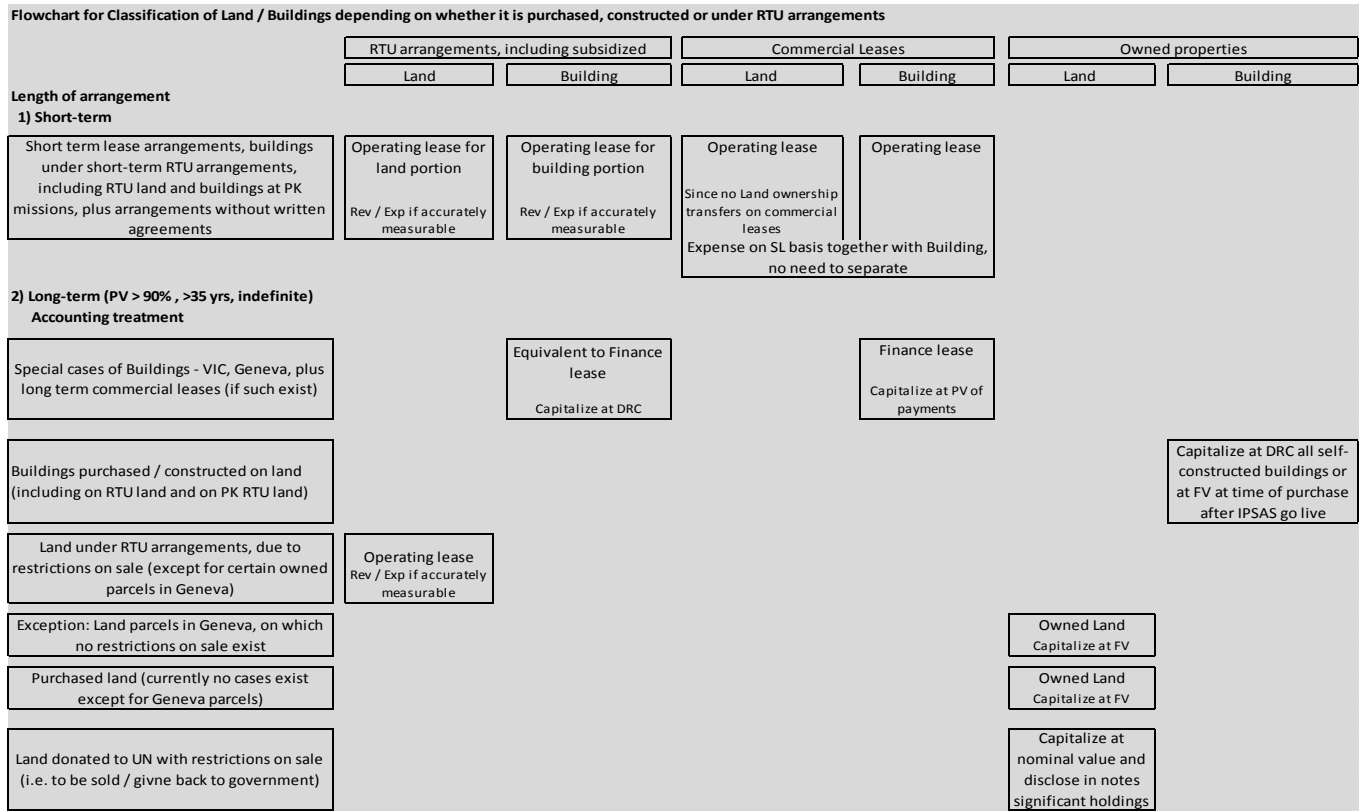 Flowchart for Classification of Land / Buildings depending on whether it is purchased, constructed or under RTU arrangements
RTU arrangements, including subsidized
Commercial Leases
Owned properties
Land
Building
Land
Building
Land
Building
Length of arrangement
1) Short-term
Short term lease arrangements, buildings
under short-term RTU arrangements,
including RTU land and buildings at PK
missions, plus arrangements without written
agreements
Operating lease for
land portion
Rev / Exp if accurately
measurable
Operating lease for
building portion
Rev / Exp if accurately
measurable
Operating lease
Since no Land ownership
transfers on commercial
leases
Operating lease
Expense on SL basis together with Building,
no need to separate
2) Long-term (PV > 90% , >35 yrs, indefinite)
Accounting treatment
Special cases of Buildings - VIC, Geneva, plus
long term commercial leases (if such exist)
Equivalent to Finance
lease
Capitalize at DRC
Finance lease
Capitalize at PV of
payments
Buildings purchased / constructed on land
(including on RTU land and on PK RTU land)
Capitalize at DRC all self-
constructed buildings or
at FV at time of purchase
after IPSAS go live
Land under RTU arrangements, due to
restrictions on sale (except for certain owned
parcels in Geneva)
Operating lease
Rev / Exp if accurately
measurable
Exception: Land parcels in Geneva, on which
no restrictions on sale exist
Owned Land
Capitalize at FV
Purchased land (currently no cases exist
except for Geneva parcels)
Owned Land
Capitalize at FV
Land donated to UN with restrictions on sale
(i.e. to be sold / givne back to government)
Capitalize at
nominal value and
disclose in notes
significant holdings